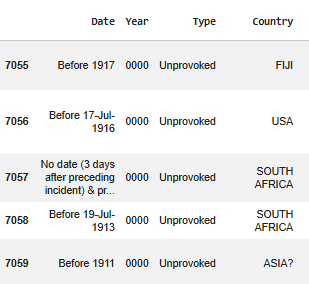 Date Year Type Country
7055 Before 1917 0000 Unprovoked FIJI
7056 Before 17-Jul-
1916 0000 Unprovoked USA
7057 No date (3 days
after preceding
incident) & pr... 0000 Unprovoked SOUTH
AFRICA
7058 Before 19-Jul-
1913 0000 Unprovoked SOUTH
AFRICA
7059 Before 1911 0000 Unprovoked ASIA?